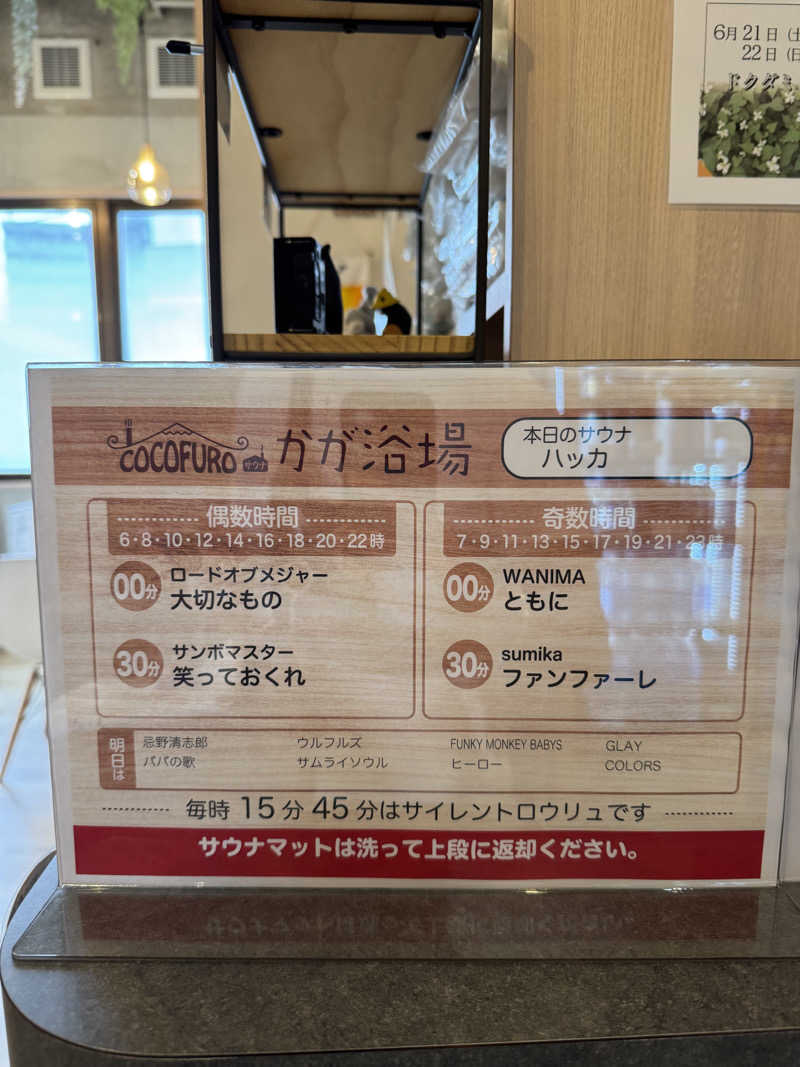 6月21日（土
22日（日
ドクダミ
COCOFURO サウナ かが浴場
本日のサウナ
ハッカ
偶数時間
6・8・10・12・14・16・18・20・22時
00分
ロードオブメジャー
大切なもの
30分
サンボマスター
笑っておくれ
奇数時間
7・9・11・13・15・17・19・21・23時
00分
WANIMA
ともに
30分
sumika
ファンファーレ
明日は
忌野清志郎
パパの歌
ウルフルズ
サムライソウル
FUNKY MONKEY BABYS
ヒーロー
GLAY
COLORS
毎時 15分 45分はサイレントロウリュです
サウナマットは洗って上段に返却ください。